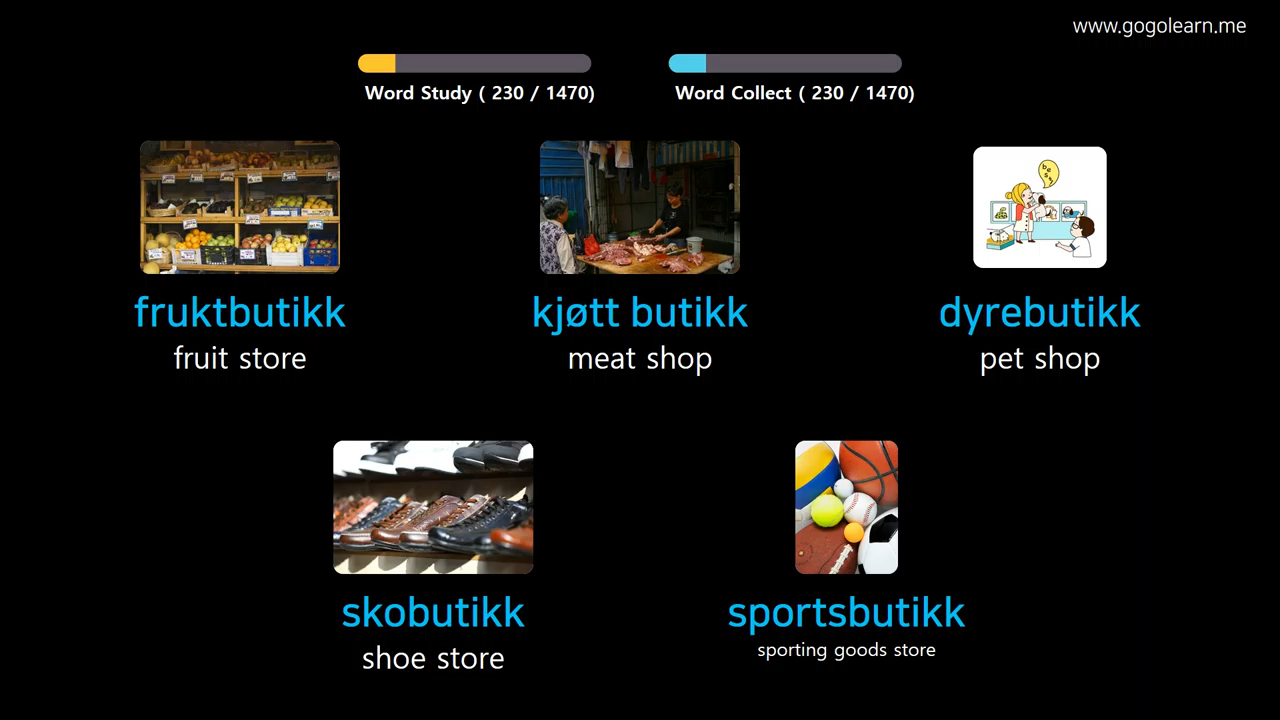 www.gogolearn.me
Word Study ( 230 / 1470)
Word Collect ( 230 / 1470)
fruktbutikk
fruit store
kjøtt butikk
meat shop
dyrebutikk
pet shop
skobutikk
shoe store
sportsbutikk
sporting goods store